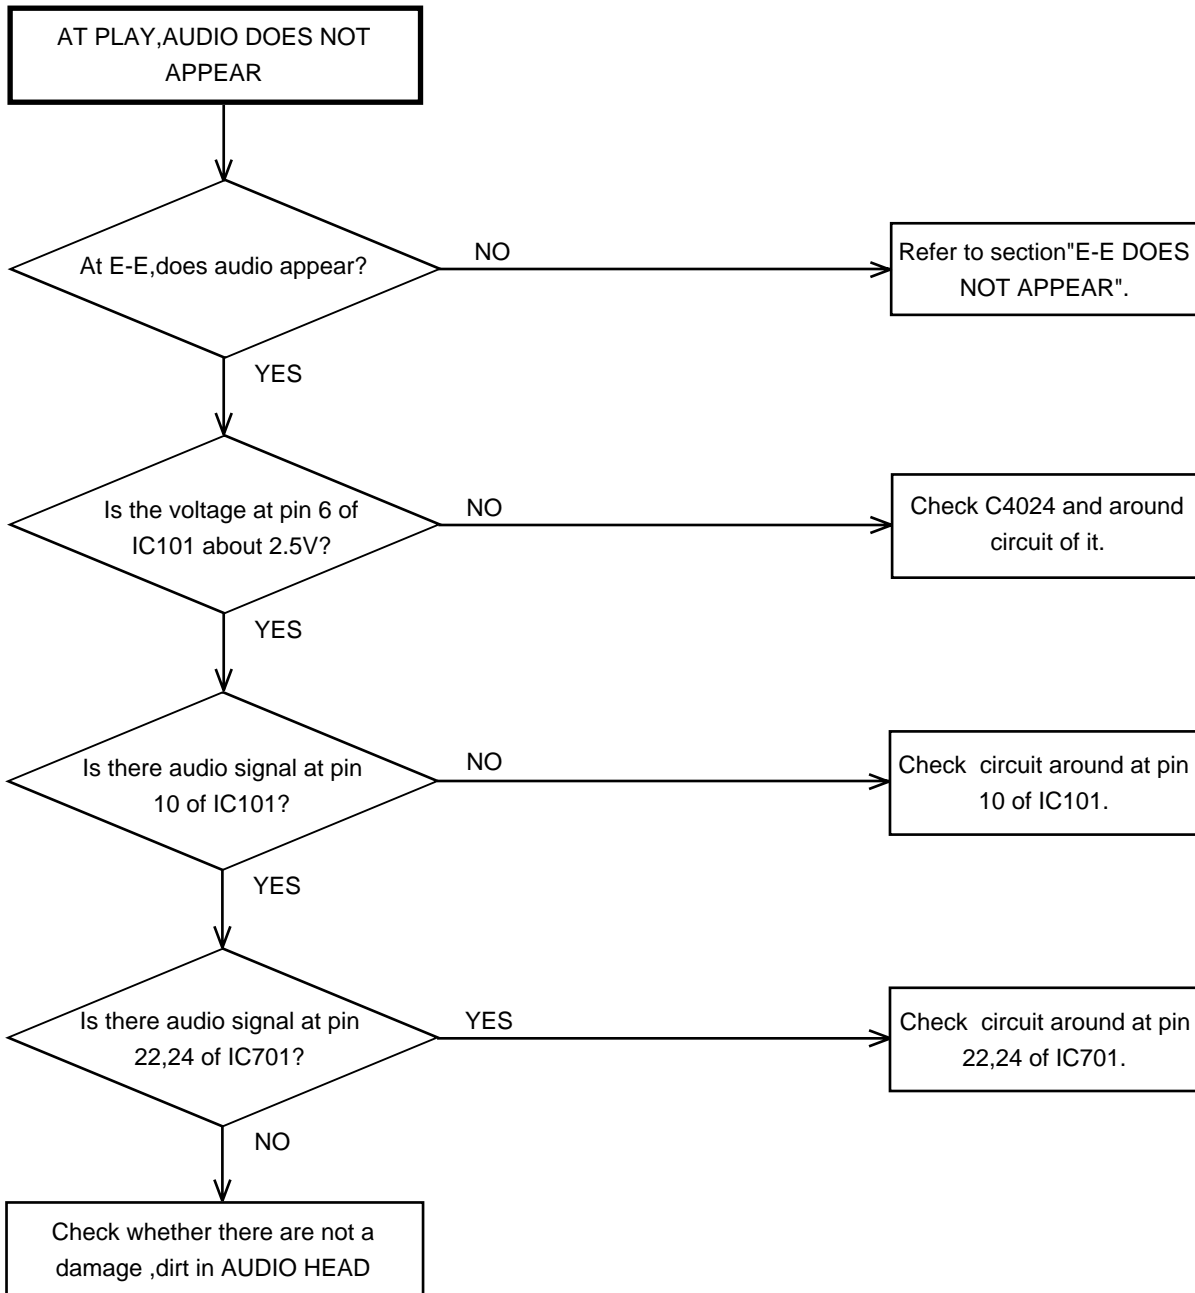 AT PLAY,AUDIO DOES NOT
APPEAR
At E-E,does audio appear?
NO
Refer to section"E-E DOES
NOT APPEAR".
YES
Is the voltage at pin 6 of
IC101 about 2.5V?
NO
Check C4024 and around
circuit of it.
YES
Is there audio signal at pin
10 of IC101?
NO
Check  circuit around at pin
10 of IC101.
YES
Is there audio signal at pin
22,24 of IC701?
YES
Check  circuit around at pin
22,24 of IC701.
NO
Check whether there are not a
damage ,dirt in AUDIO HEAD